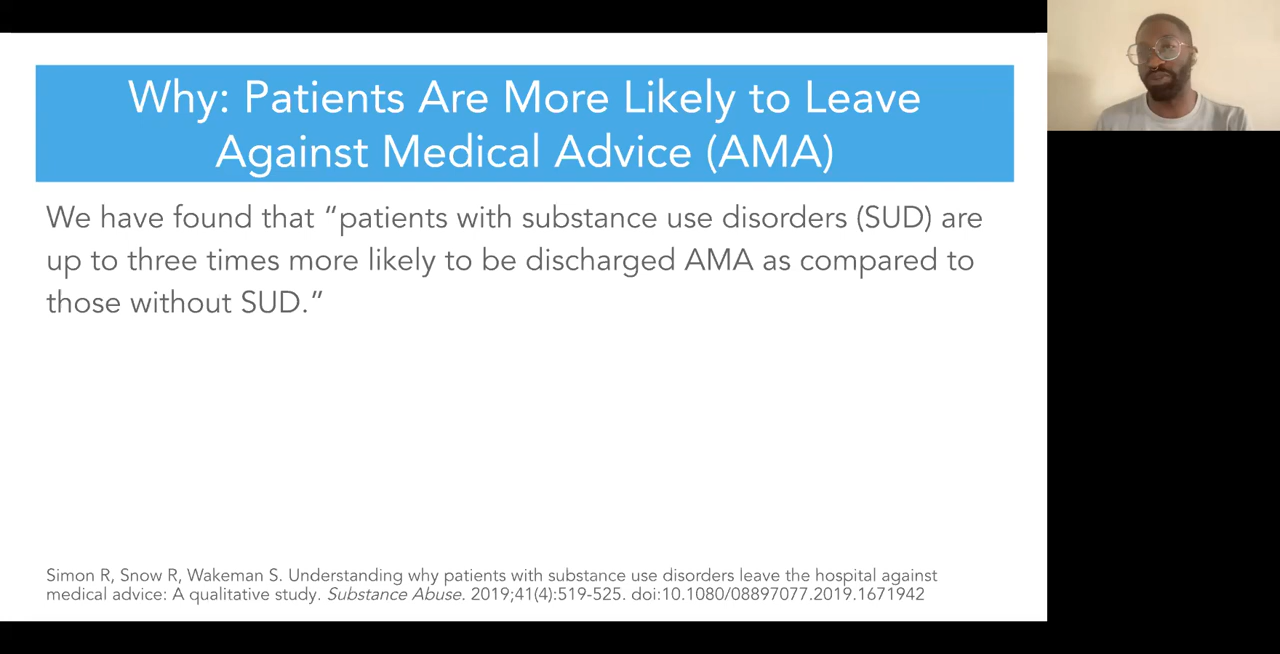 Why: Patients Are More Likely to Leave
Against Medical Advice (AMA)
We have found that “patients with substance use disorders (SUD) are
up to three times more likely to be discharged AMA as compared to
those without SUD.”
Simon R, Snow R, Wakeman S. Understanding why patients with substance use disorders leave the hospital against
medical advice: A qualitative study. Substance Abuse. 2019;41(4):519-525. doi:10.1080/08897077.2019.1671942